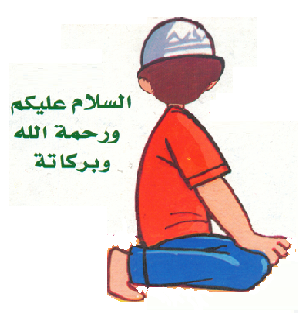 السلام عليكم
ورحمة الله
وبركاتة